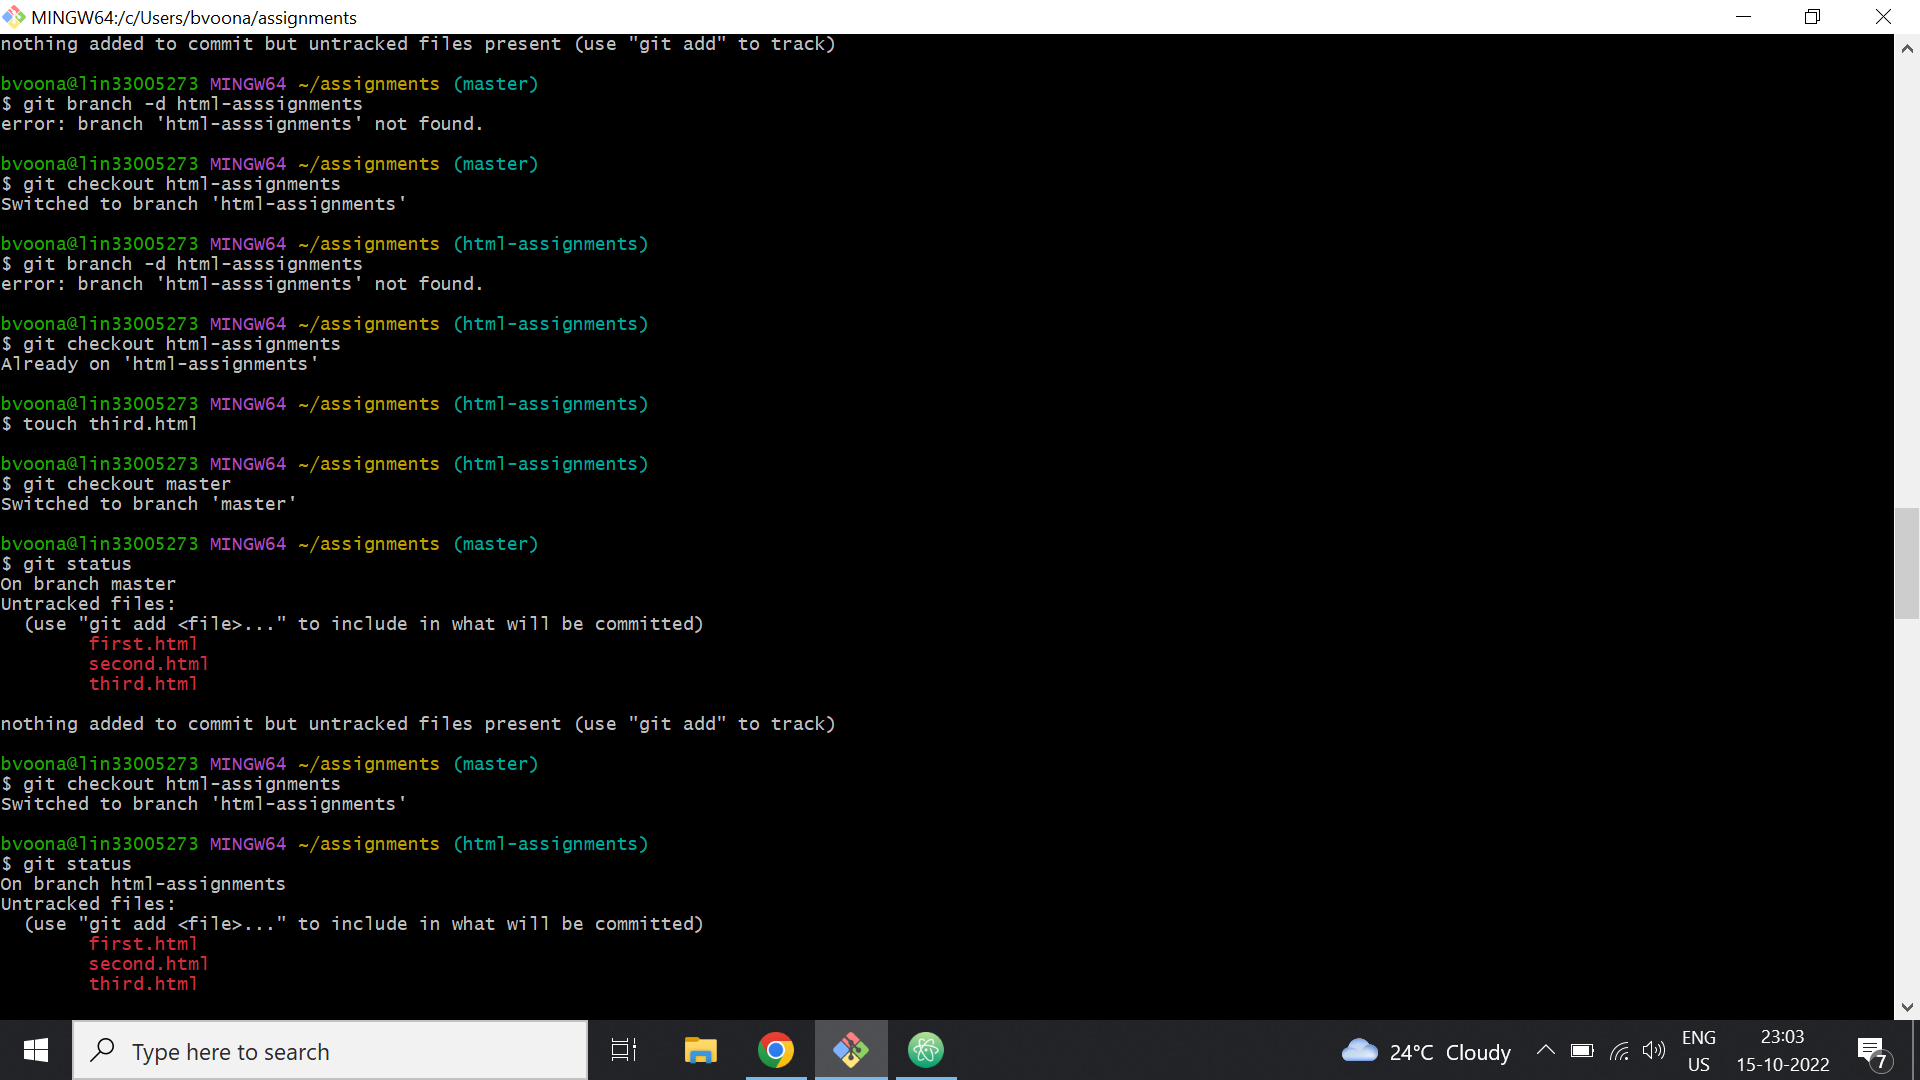 MINGW64:/c/Users/bvoona/assignments
nothing added to commit but untracked files present (use "git add" to track)
bvoona@lin33005273 MINGW64 ~/assignments (master)
$ git branch -d html-asssignments
error: branch 'html-asssignments' not found.
bvoona@lin33005273 MINGW64 ~/assignments (master)
$ git checkout html-assignments
Switched to branch 'html-assignments'
bvoona@lin33005273 MINGW64 ~/assignments (html-assignments)
$ git branch -d html-asssignments
error: branch 'html-asssignments' not found.
bvoona@lin33005273 MINGW64 ~/assignments (html-assignments)
$ git checkout html-assignments
Already on 'html-assignments'
bvoona@lin33005273 MINGW64 ~/assignments (html-assignments)
$ touch third.html
bvoona@lin33005273 MINGW64 ~/assignments (html-assignments)
$ git checkout master
Switched to branch 'master'
bvoona@lin33005273 MINGW64 ~/assignments (master)
$ git status
On branch master
Untracked files:
(use "git add <file>..." to include in what will be committed)
first.html
second.html
third.html
nothing added to commit but untracked files present (use "git add" to track)
bvoona@lin33005273 MINGW64 ~/assignments (master)
$ git checkout html-assignments
Switched to branch 'html-assignments'
bvoona@lin33005273 MINGW64 ~/assignments (html-assignments)
$ git status
On branch html-assignments
Untracked files:
(use "git add <file>..." to include in what will be committed)
first.html
second.html
third.html
Type here to search
24°C Cloudy
ENG
US
23:03
15-10-2022
7